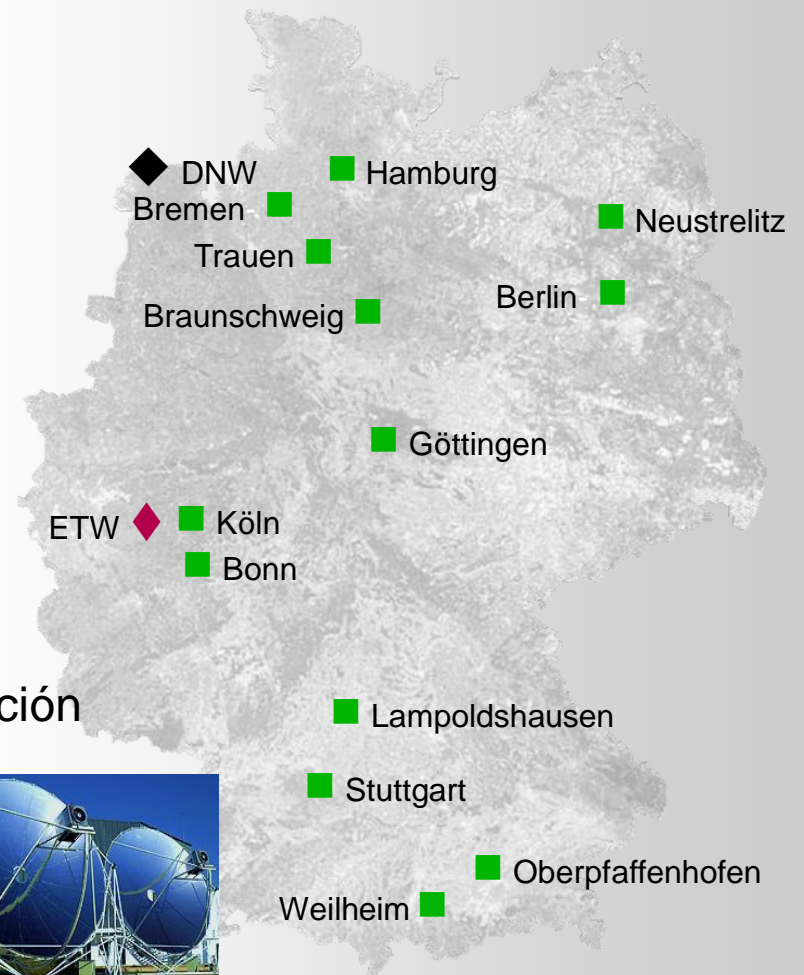 DNW
Hamburg
Bremen
Neustrelitz
Trauen
Berlin
Braunschweig
Göttingen
ETW
Köln
Bonn
ción
Lampoldshausen
Stuttgart
Oberpfaffenhofen
Weilheim